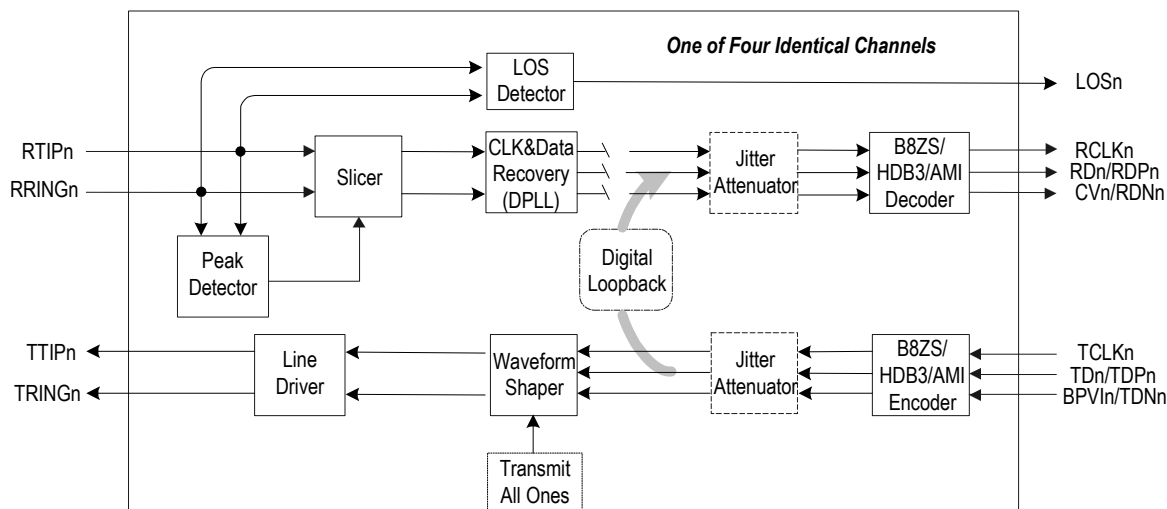 One of Four Identical Channels
LOS
Detector
LOSn
RTIPn
RRINGn
Slicer
CLK&Data
Recovery
(DPLL)
Jitter
Attenuator
B8ZS/
HDB3/AMI
Decoder
RCLKn
RDn/RDPn
CVn/RDNn
Peak
Detector
Digital
Loopback
TTIPn
TRINGn
Line
Driver
Waveform
Shaper
Jitter
Attenuator
B8ZS/
HDB3/AMI
Encoder
TCLKn
TDn/TDPn
BPVIn/TDNn
Transmit
All Ones